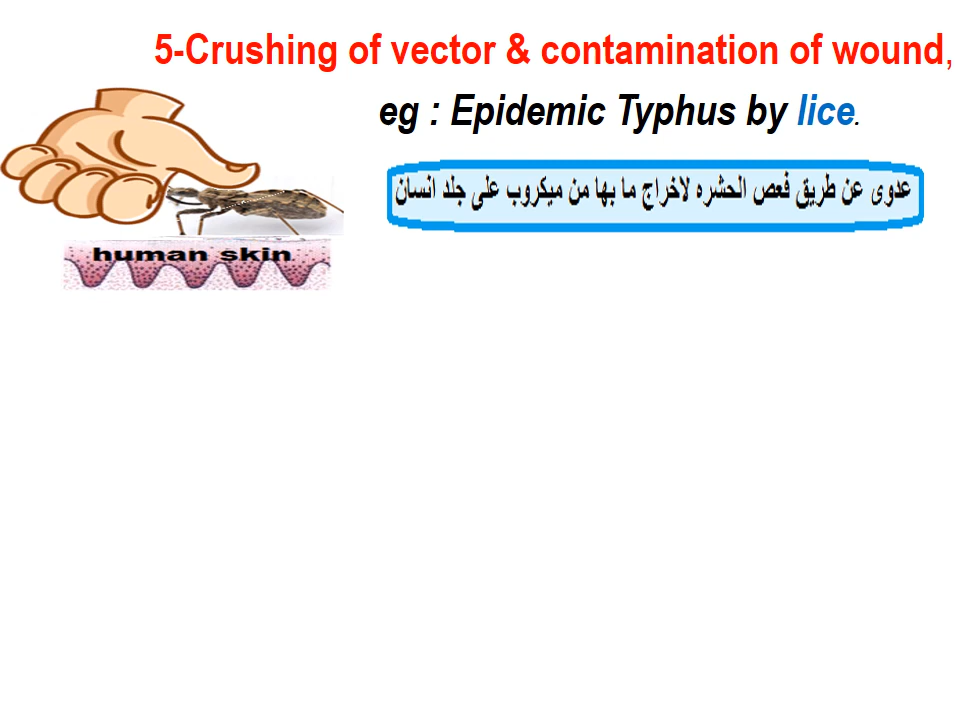 5-Crushing of vector & contamination of wound,
eg : Epidemic Typhus by lice.
عدوى عن طريق فعص الحشره لاخراج ما بها من ميكروب على جلد انسان
human skin